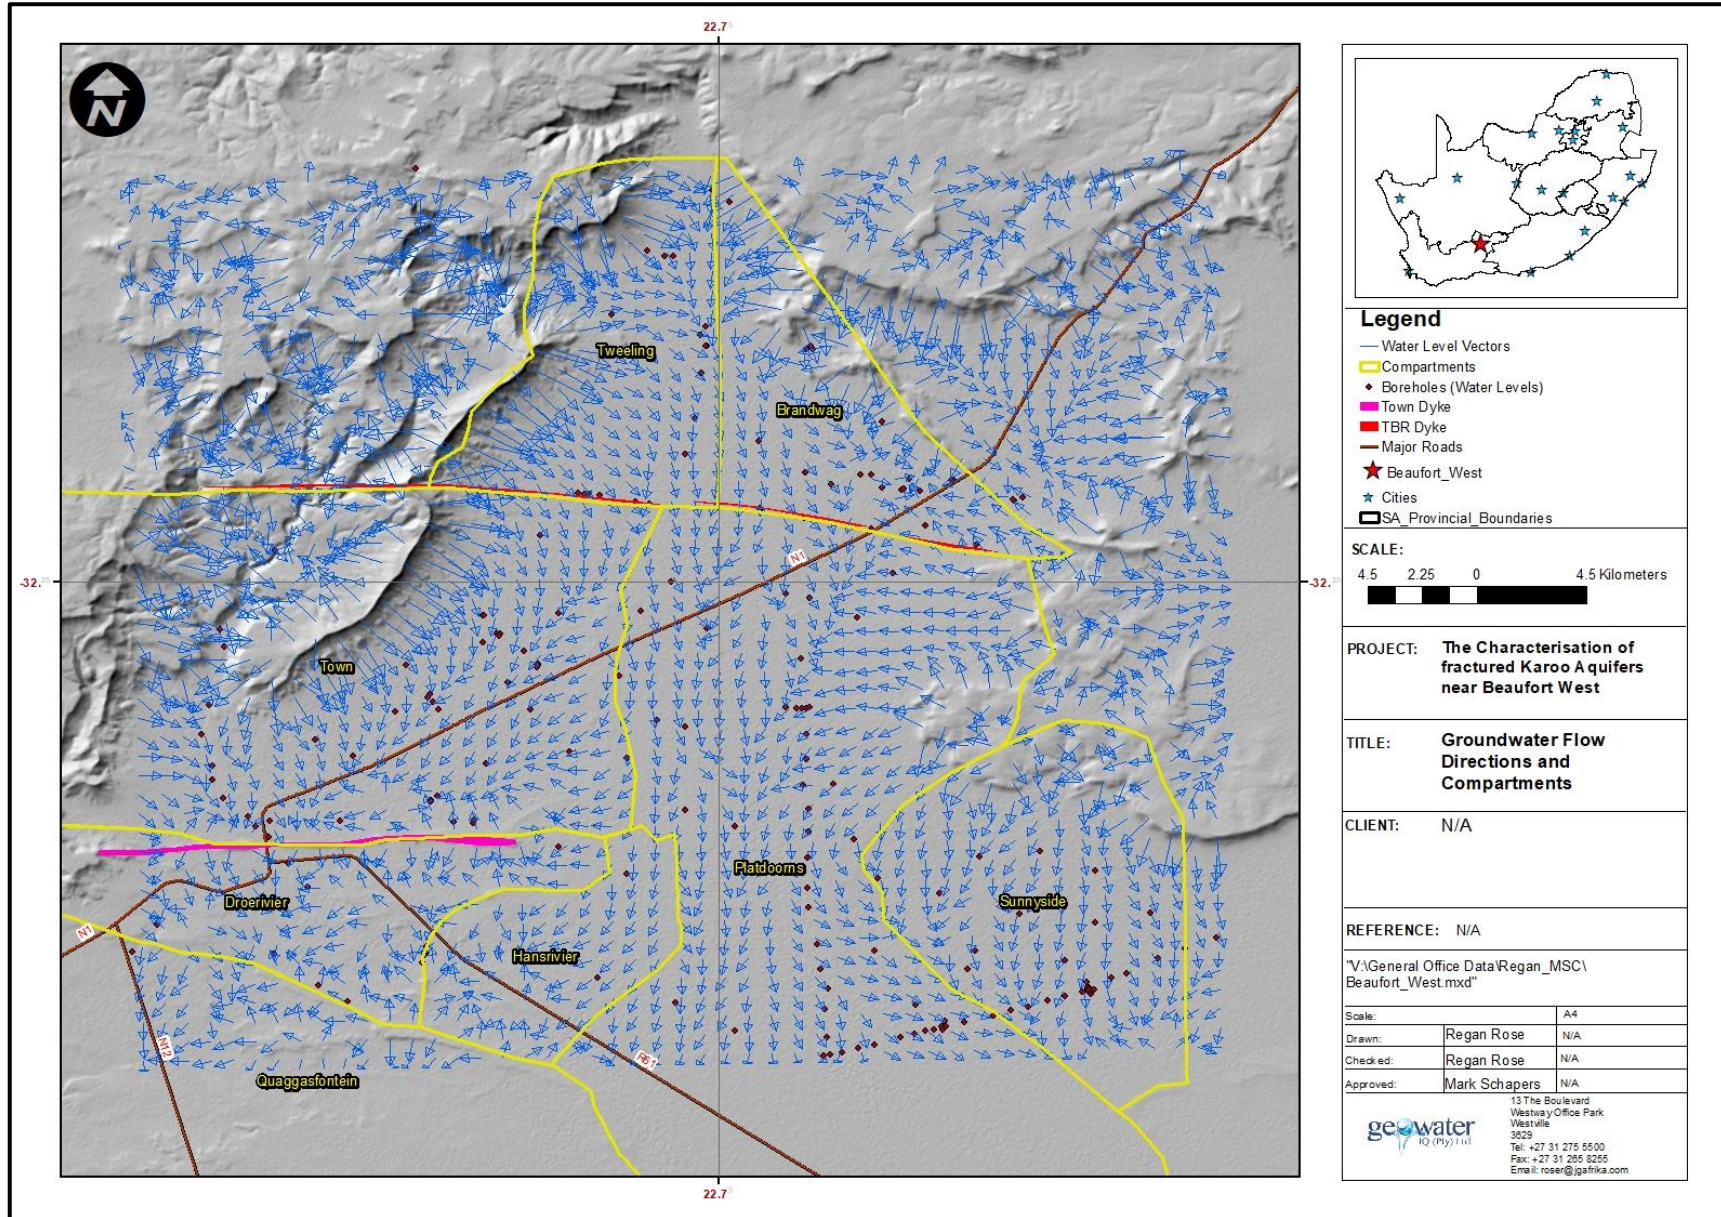 22.75
N
Tweeling
Brandwag
-32.25
-32.25
N1
Town
Platdoorns
Droerivier
Sunnyside
N1
Hansrivier
N12
R61
Quaggasfontein
22.75
Legend
Water Level Vectors
Compartments
Boreholes (Water Levels)
Town Dyke
TBR Dyke
Major Roads
Beaufort_West
Cities
SA_Provincial_Boundaries
SCALE:
4.5 2.25 0 4.5 Kilometers
PROJECT: The Characterisation of
fractured Karoo Aquifers
near Beaufort West
TITLE: Groundwater Flow
Directions and
Compartments
CLIENT: N/A
REFERENCE: N/A
"V:\General Office Data\Regan_MSC\
Beaufort_West.mxd"
Scale: A4
Drawn: Regan Rose N/A
Checked: Regan Rose N/A
Approved: Mark Schapers N/A
geowater
IQ (Pty) Ltd
13 The Boulevard
Westway Office Park
Westville
3629
Tel: +27 31 275 5500
Fax: +27 31 265 8255
Email: roser@jgafrika.com